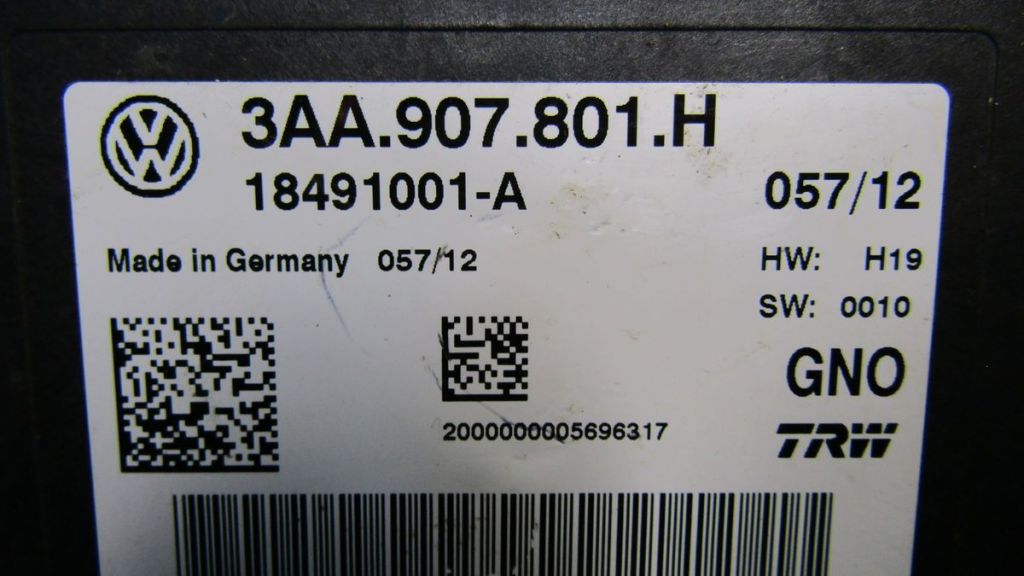 3AA.907.801.H
18491001-A 057/12
Made in Germany 057/12 HW: H19
SW: 0010
GNO
2000000005696317 TRW